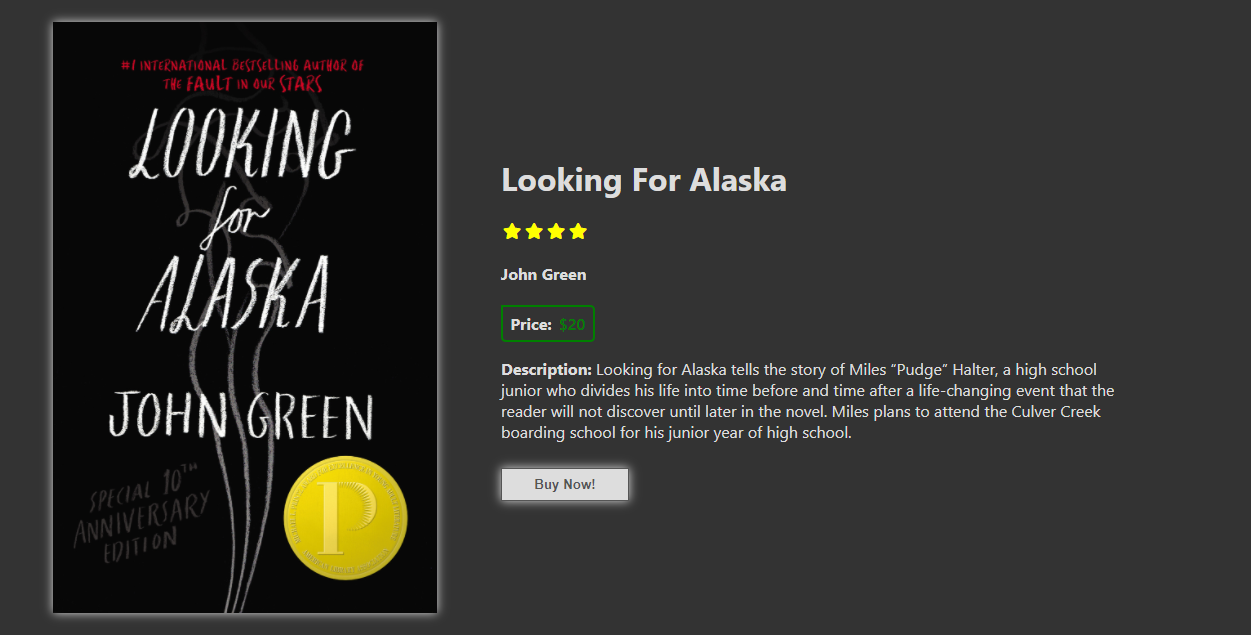 #1 INTERNATIONAL BESTSELLING AUTHOR OF
THE FAULT IN OUR STARS
LOOKING
for
ALASKA
JOHN GREEN
SPECIAL 10TH
ANNIVERSARY
EDITION
P
Looking For Alaska
John Green
Price: $20
Description: Looking for Alaska tells the story of Miles “Pudge” Halter, a high school
junior who divides his life into time before and time after a life-changing event that the
reader will not discover until later in the novel. Miles plans to attend the Culver Creek
boarding school for his junior year of high school.
Buy Now!